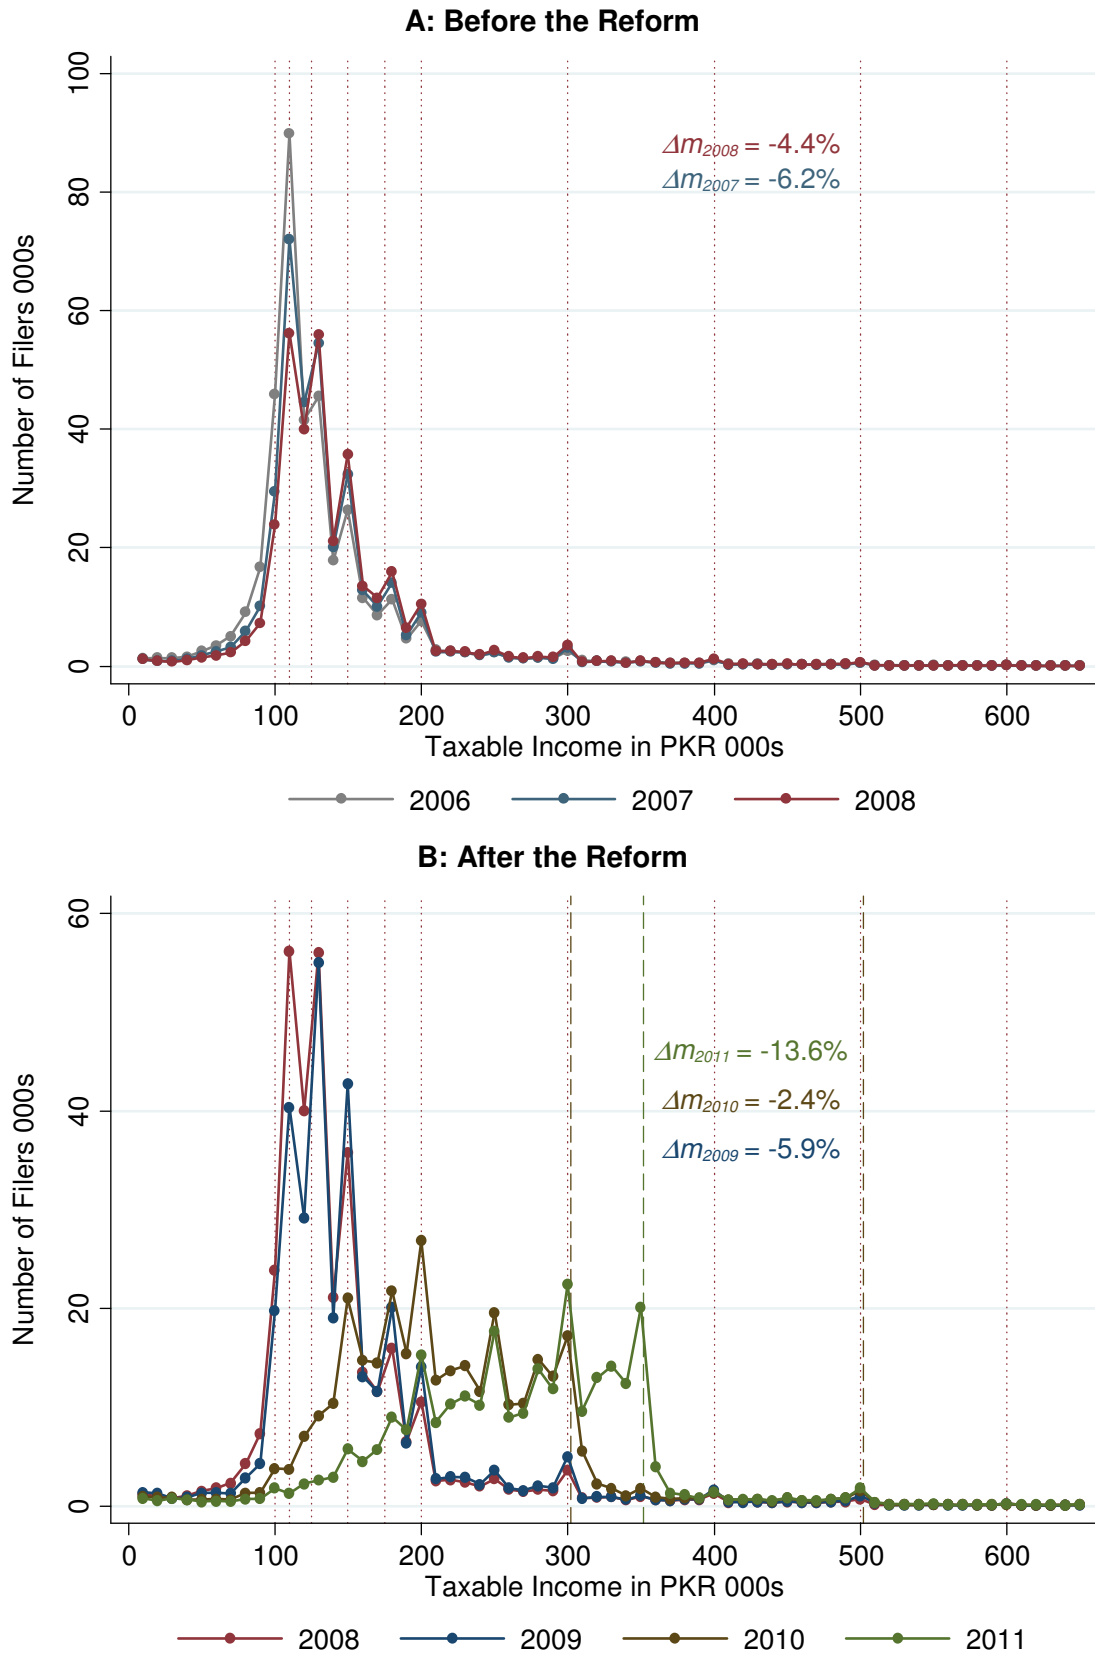 A: Before the Reform
Number of Filers 000s
100
80
60
40
20
0
Δm2008 = -4.4%
Δm2007 = -6.2%
0 100 200 300 400 500 600
Taxable Income in PKR 000s
2006 2007 2008
B: After the Reform
Number of Filers 000s
60
40
20
0
Δm2011 = -13.6%
Δm2010 = -2.4%
Δm2009 = -5.9%
0 100 200 300 400 500 600
Taxable Income in PKR 000s
2008 2009 2010 2011